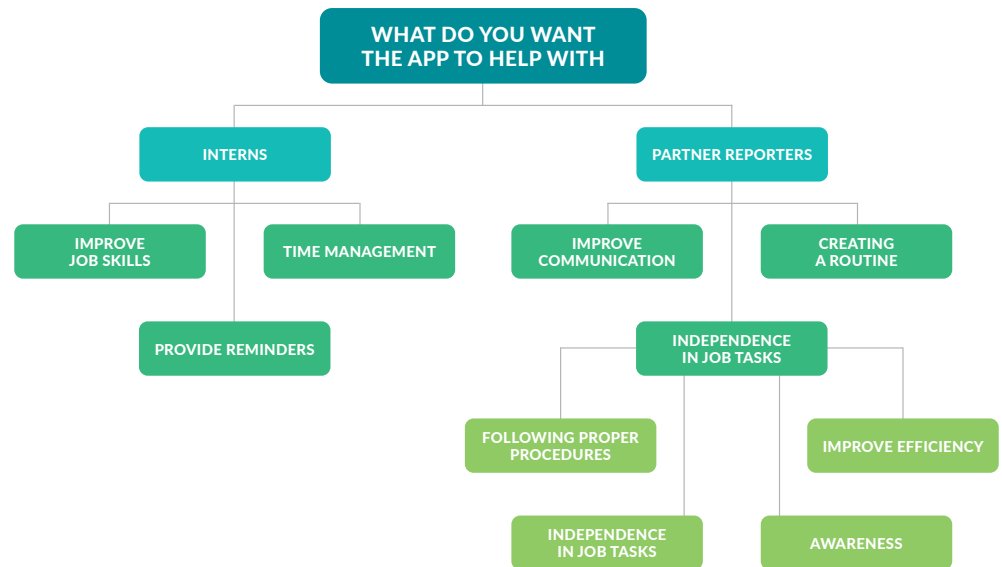 WHAT DO YOU WANT
THE APP TO HELP WITH
INTERNS
PARTNER REPORTERS
IMPROVE
JOB SKILLS
TIME MANAGEMENT
IMPROVE
COMMUNICATION
CREATING
A ROUTINE
PROVIDE REMINDERS
INDEPENDENCE
IN JOB TASKS
FOLLOWING PROPER
PROCEDURES
IMPROVE EFFICIENCY
INDEPENDENCE
IN JOB TASKS
AWARENESS